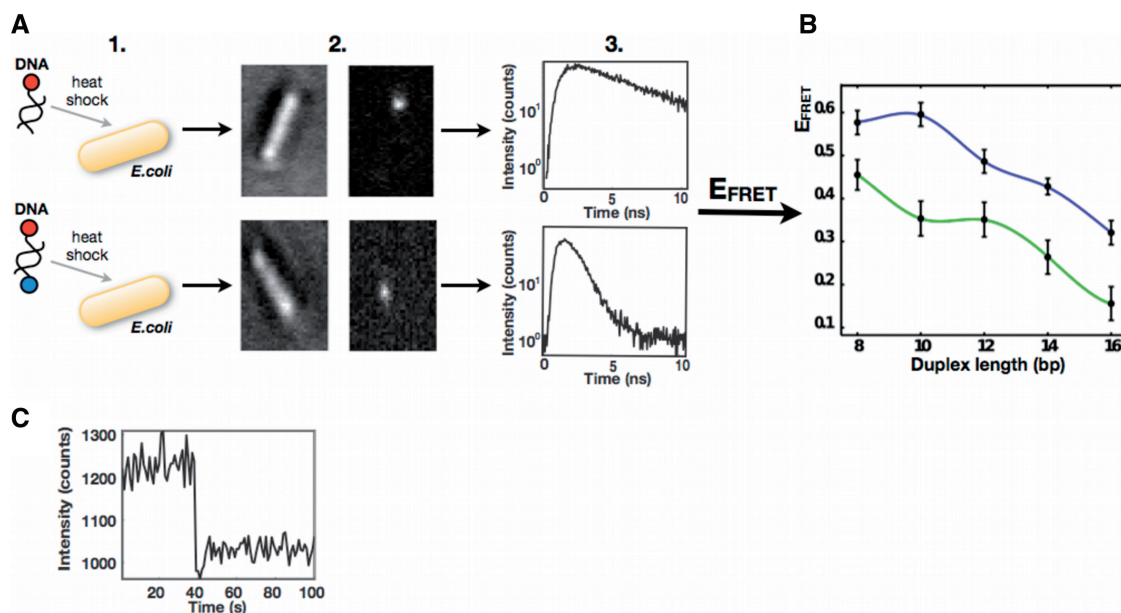 A
1.
2.
3.
DNA
heat
shock
E.coli
Intensity (counts)
10¹
10⁰
0
5
10
Time (ns)
DNA
heat
shock
E.coli
Intensity (counts)
10¹
10⁰
0
5
10
Time (ns)
EFRET
B
EFRET
0.6
0.5
0.4
0.3
0.2
0.1
8
10
12
14
16
Duplex length (bp)
C
Intensity (counts)
1300
1200
1100
1000
20
40
60
80
100
Time (s)